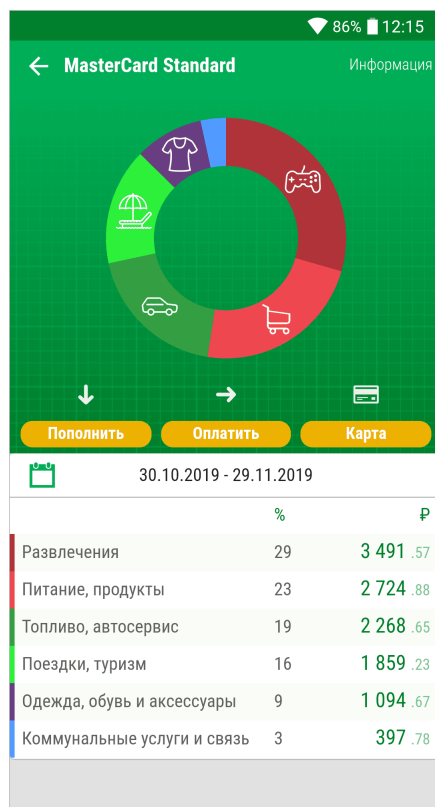 86% 12:15
MasterCard Standard Информация
Пополнить Оплатить Карта
30.10.2019 - 29.11.2019
% ₽
Развлечения 29 3 491 .57
Питание, продукты 23 2 724 .88
Топливо, автосервис 19 2 268 .65
Поездки, туризм 16 1 859 .23
Одежда, обувь и аксессуары 9 1 094 .67
Коммунальные услуги и связь 3 397 .78